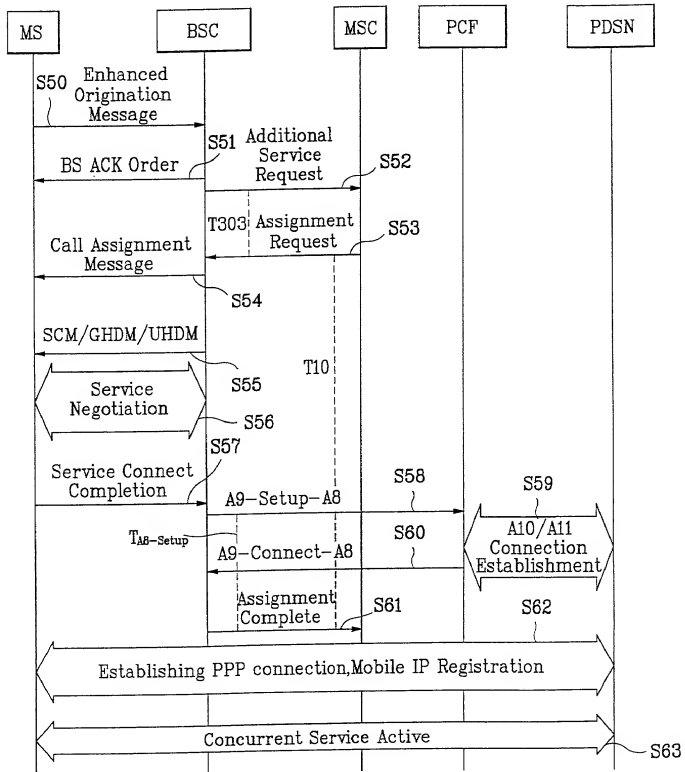 MS
BSC
MSC
PCF
PDSN
S50
Enhanced
Origination
Message
S51
BS ACK Order
Additional
Service
Request
S52
T303
Assignment
Request
S53
Call Assignment
Message
S54
SCM/GHDM/UHDM
S55
T10
Service
Negotiation
S56
S57
Service Connect
Completion
A9-Setup-A8
S58
S59
A10/A11
Connection
Establishment
TA8-Setup
A9-Connect-A8
S60
Assignment
Complete
S61
S62
Establishing PPP connection,Mobile IP Registration
Concurrent Service Active
S63